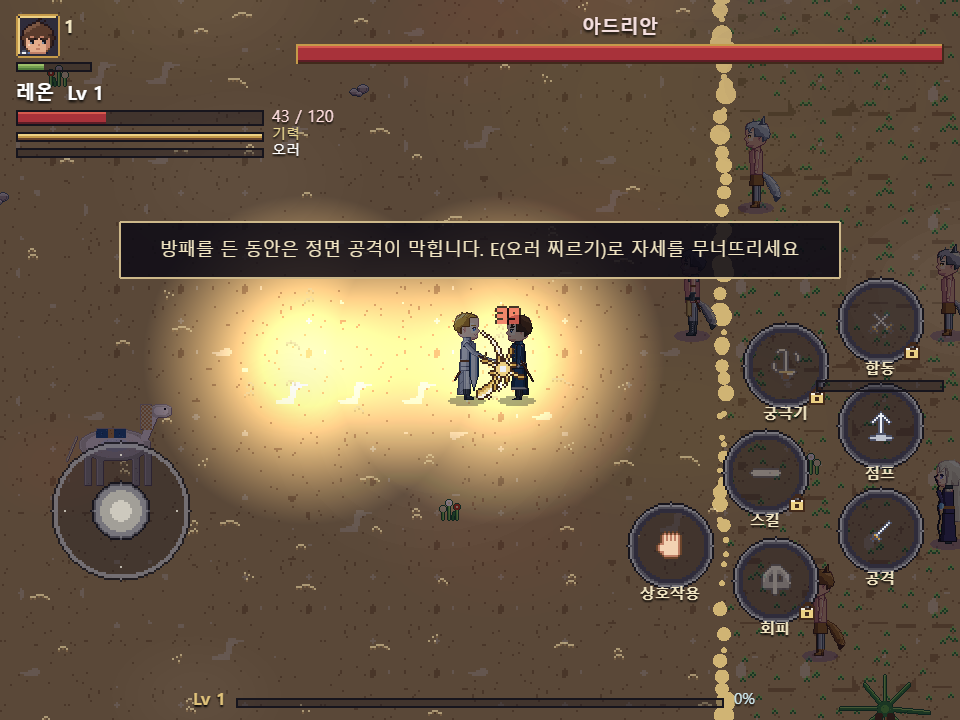 1
아드리안
레온 Lv 1
43 / 120
기력
오러
방패를 든 동안은 정면 공격이 막힙니다. E(오러 찌르기)로 자세를 무너뜨리세요
39
합동
궁극기
점프
스킬
공격
상호작용
회피
Lv 1
0%